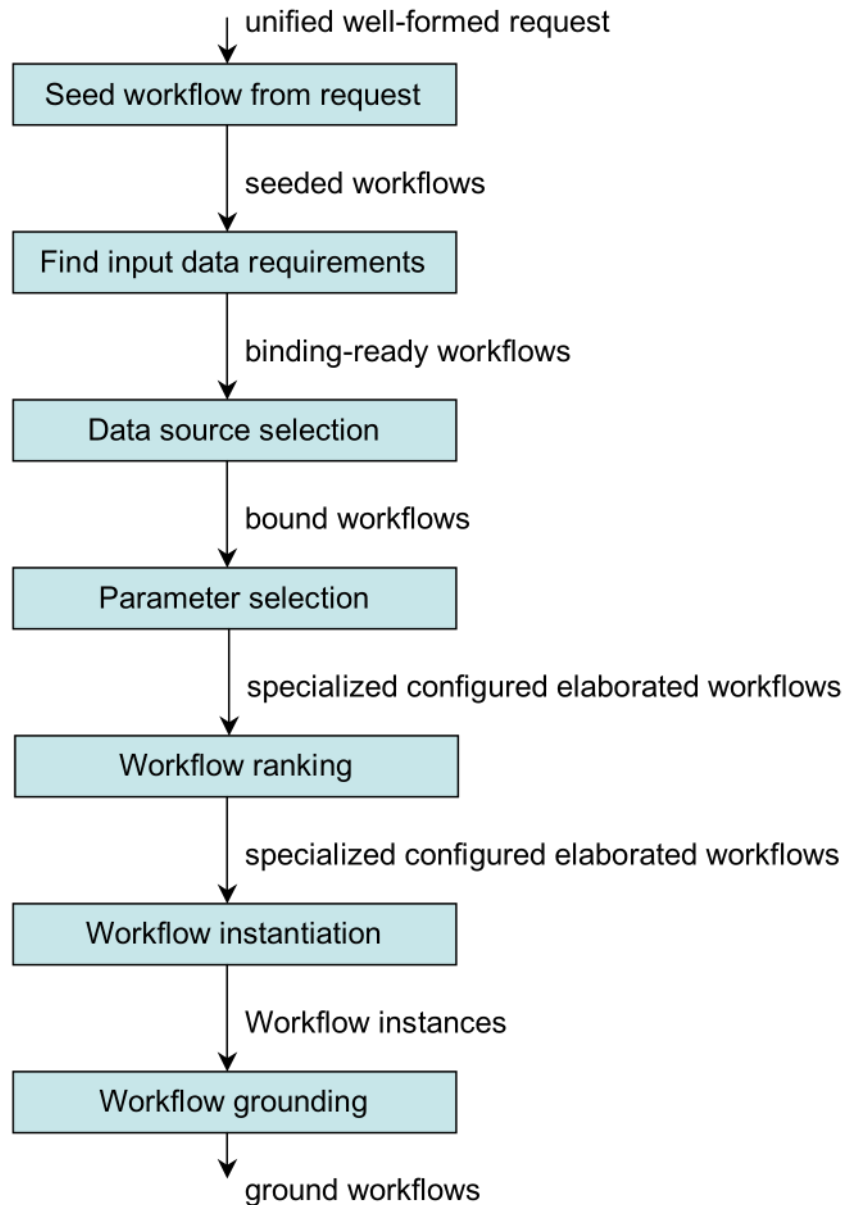 unified well-formed request
Seed workflow from request
seeded workflows
Find input data requirements
binding-ready workflows
Data source selection
bound workflows
Parameter selection
specialized configured elaborated workflows
Workflow ranking
specialized configured elaborated workflows
Workflow instantiation
Workflow instances
Workflow grounding
ground workflows